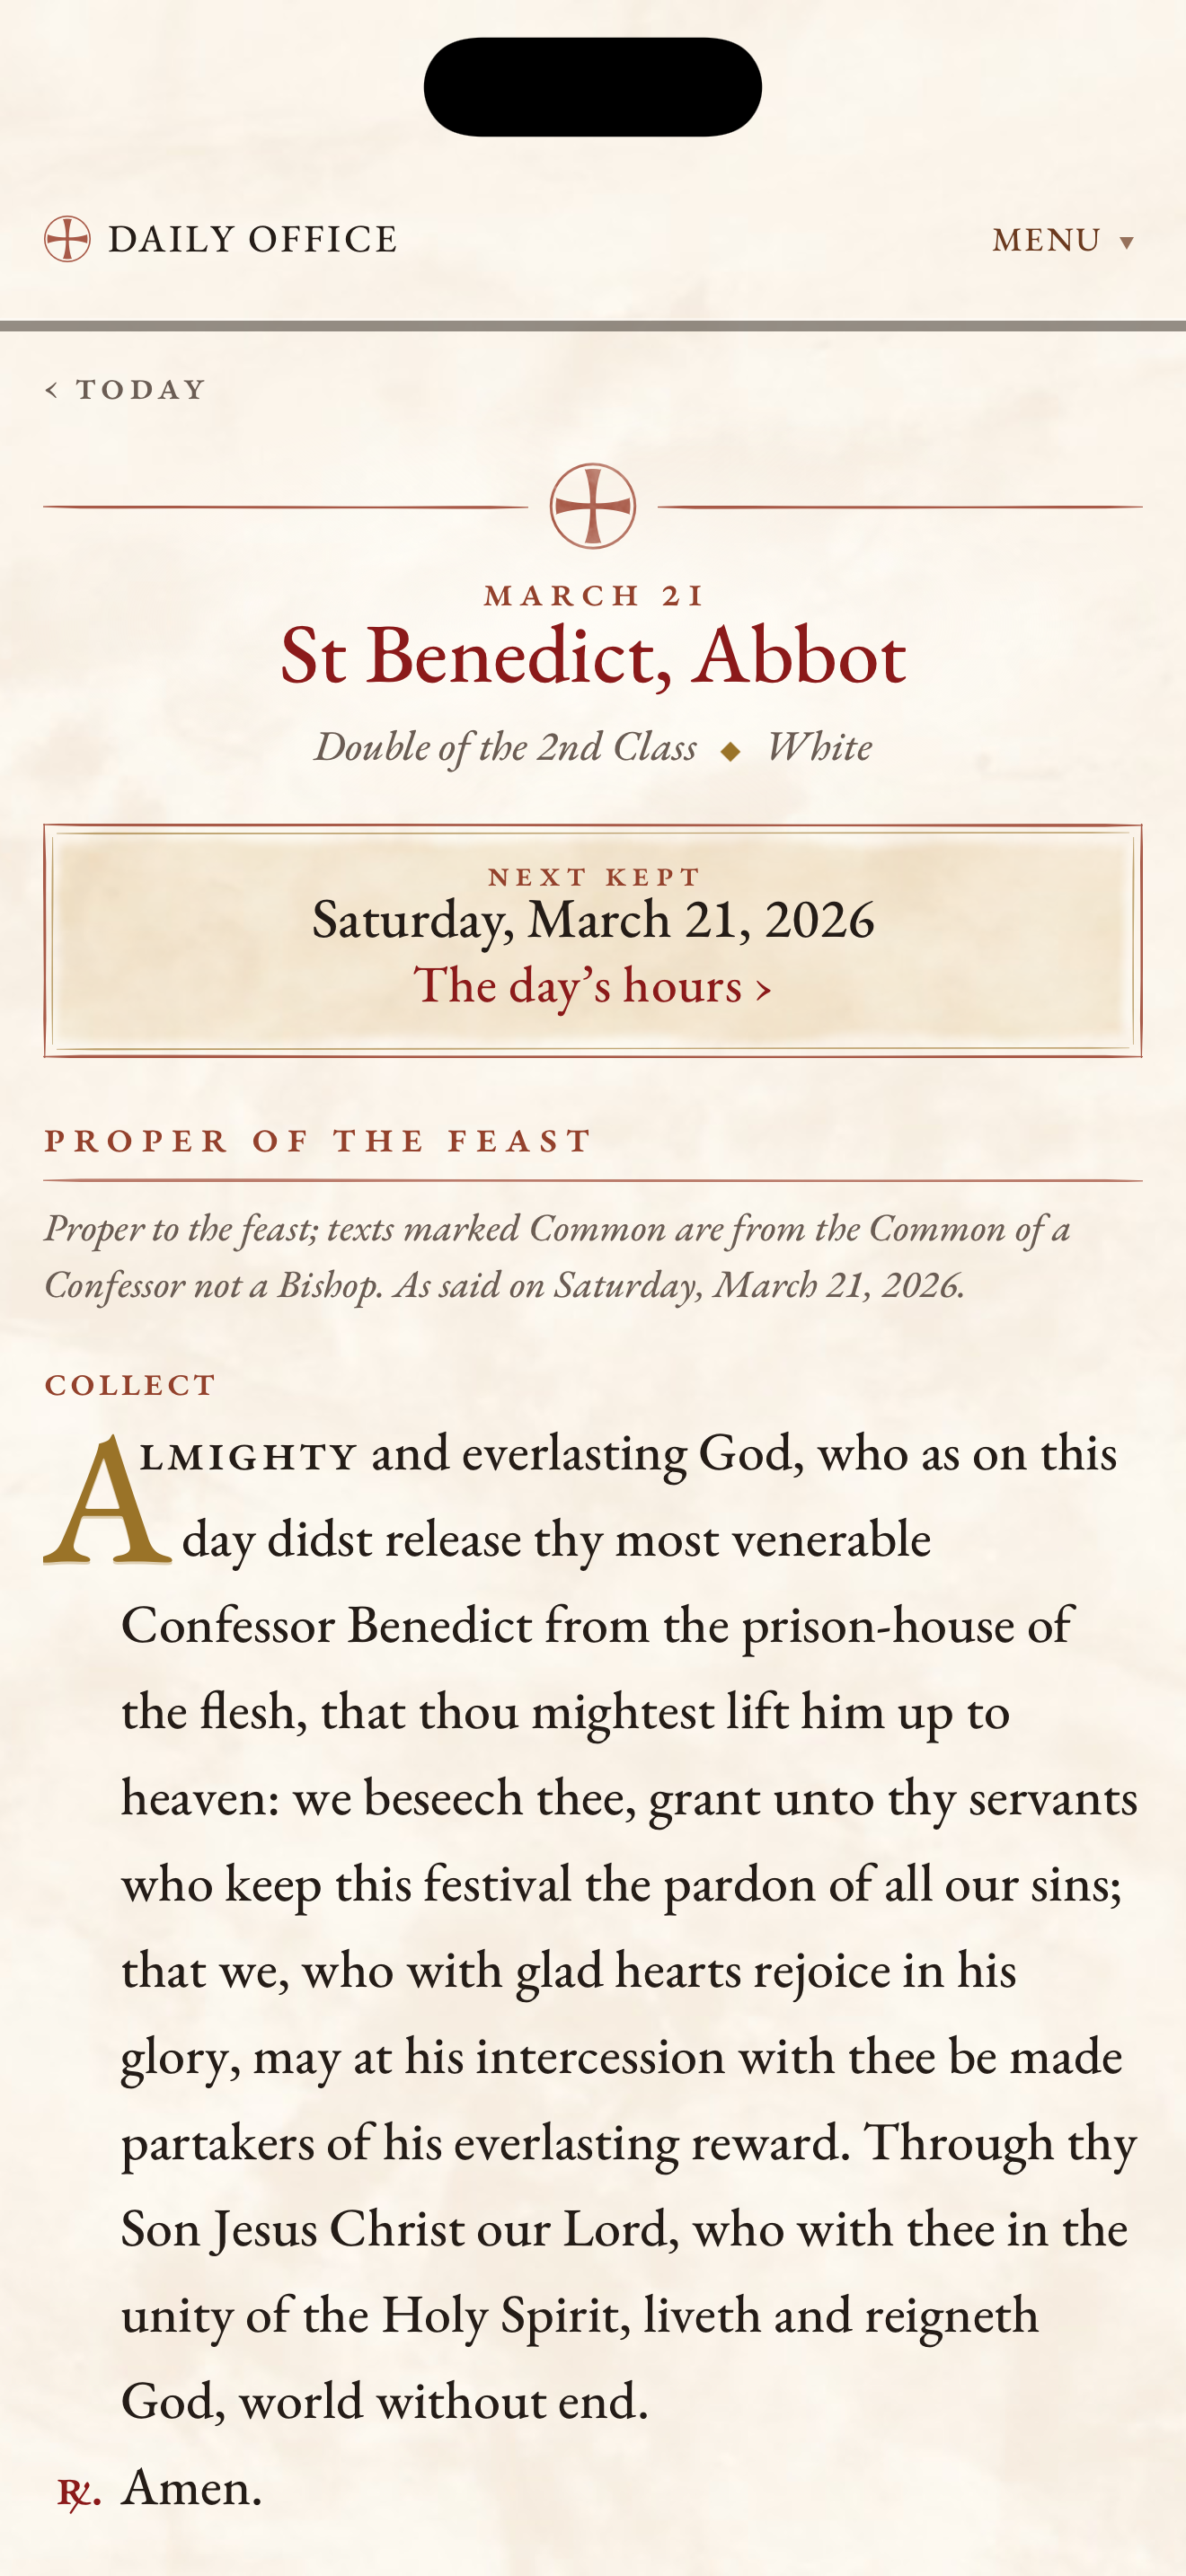 DAILY OFFICE
MENU ▼
‹ TODAY
MARCH 21
St Benedict, Abbot
Double of the 2nd Class ◆ White
NEXT KEPT
Saturday, March 21, 2026
The day’s hours ›
PROPER OF THE FEAST
Proper to the feast; texts marked Common are from the Common of a
Confessor not a Bishop. As said on Saturday, March 21, 2026.
COLLECT
ALMIGHTY and everlasting God, who as on this
day didst release thy most venerable
Confessor Benedict from the prison-house of
the flesh, that thou mightest lift him up to
heaven: we beseech thee, grant unto thy servants
who keep this festival the pardon of all our sins;
that we, who with glad hearts rejoice in his
glory, may at his intercession with thee be made
partakers of his everlasting reward. Through thy
Son Jesus Christ our Lord, who with thee in the
unity of the Holy Spirit, liveth and reigneth
God, world without end.
℟. Amen.